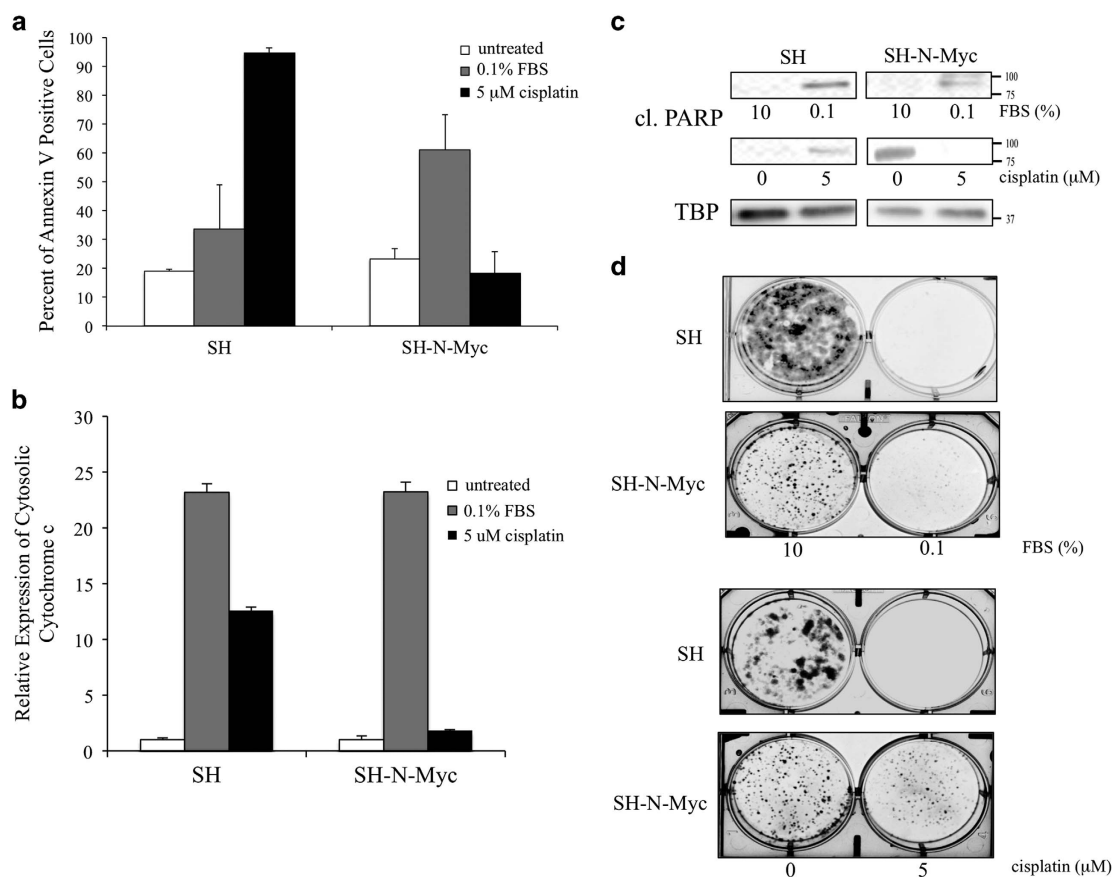 a
100
90
80
70
60
50
40
30
20
10
0
Percent of Annexin V Positive Cells
untreated
0.1% FBS
5 μM cisplatin
SH
SH-N-Myc
b
30
25
20
15
10
5
0
Relative Expression of Cytosolic
Cytochrome c
untreated
0.1% FBS
5 uM cisplatin
SH
SH-N-Myc
c
SH
SH-N-Myc
cl. PARP
100
75
10
0.1
10
0.1
FBS (%)
100
75
0
5
0
5
cisplatin (μM)
TBP
37
d
SH
SH-N-Myc
10
0.1
FBS (%)
SH
SH-N-Myc
0
5
cisplatin (μM)